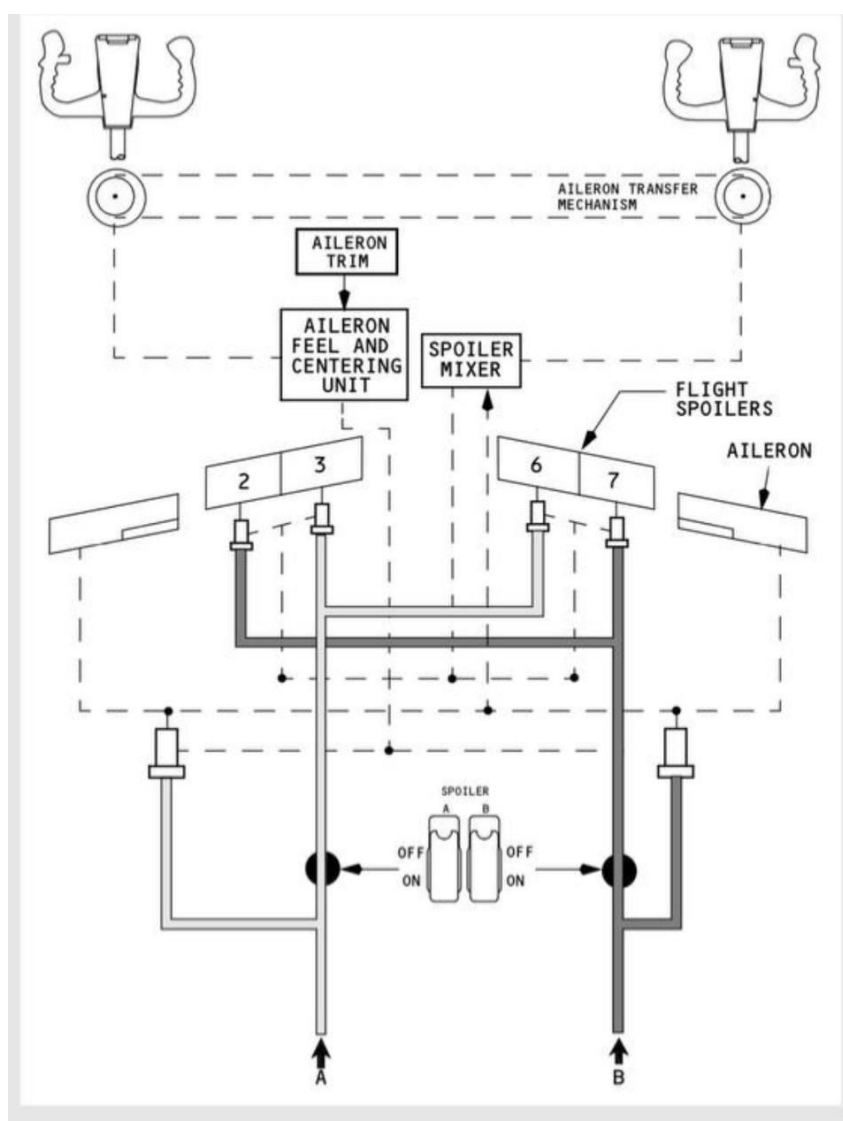 AILERON TRANSFER
MECHANISM
AILERON
TRIM
AILERON
FEEL AND
CENTERING
UNIT
SPOILER
MIXER
FLIGHT
SPOILERS
AILERON
2
3
6
7
SPOILER
A
B
OFF
ON
OFF
ON
A
B